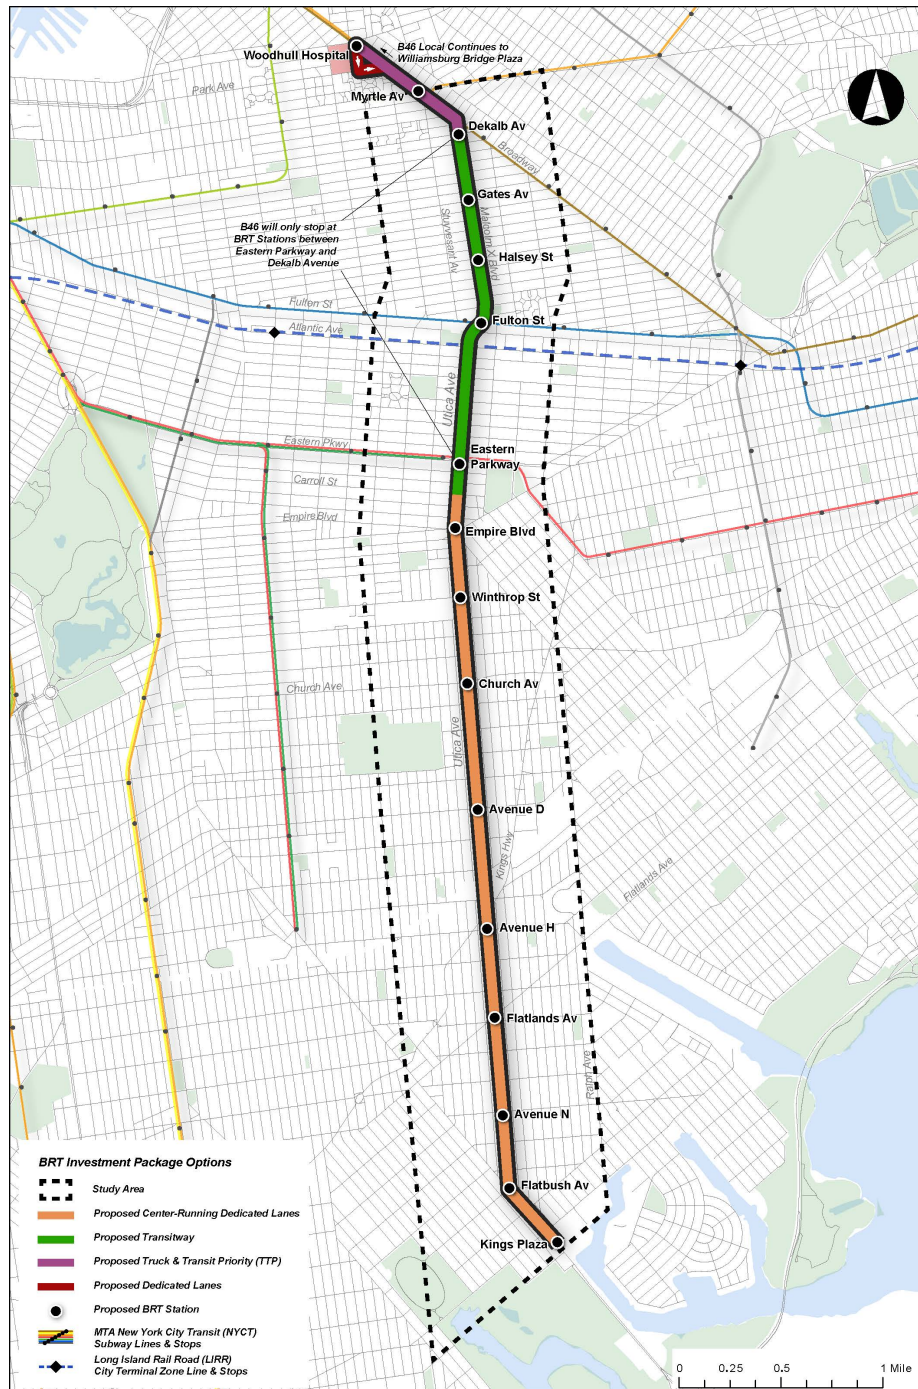 B46 Local Continues to
Williamsburg Bridge Plaza
Woodhull Hospital
Park Ave
Myrtle Av
Dekalb Av
Broadway
Gates Av
Stuyvesant Av
Malcolm X Blvd
B46 will only stop at
BRT Stations between
Eastern Parkway and
Dekalb Avenue
Halsey St
Fulton St
Fulton St
Atlantic Ave
Utica Ave
Eastern Pkwy
Eastern
Parkway
Carroll St
Empire Blvd
Empire Blvd
Winthrop St
Church Ave
Church Av
Utica Ave
Avenue D
Kings Hwy
Flatlands Ave
Avenue H
Flatlands Av
Ralph Ave
Avenue N
Flatbush Av
Kings Plaza
BRT Investment Package Options
Study Area
Proposed Center-Running Dedicated Lanes
Proposed Transitway
Proposed Truck & Transit Priority (TTP)
Proposed Dedicated Lanes
Proposed BRT Station
MTA New York City Transit (NYCT)
Subway Lines & Stops
Long Island Rail Road (LIRR)
City Terminal Zone Line & Stops
0 0.25 0.5 1 Mile